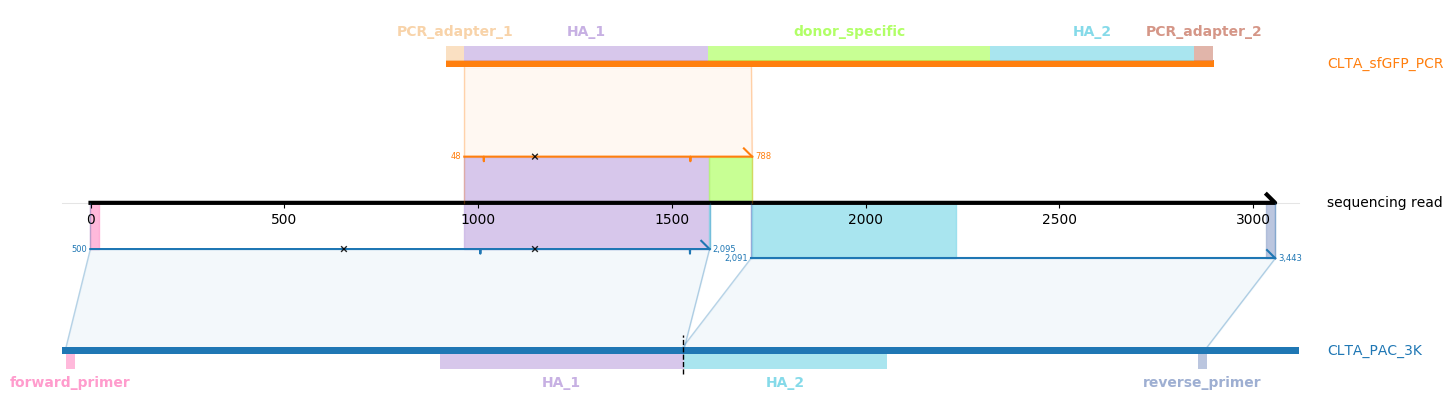 PCR_adapter_1 HA_1 donor_specific HA_2 PCR_adapter_2
CLTA_sfGFP_PCR
48 788
sequencing read
0 500 1000 1500 2000 2500 3000
500 2,095
2,091 3,443
CLTA_PAC_3K
forward_primer HA_1 HA_2 reverse_primer